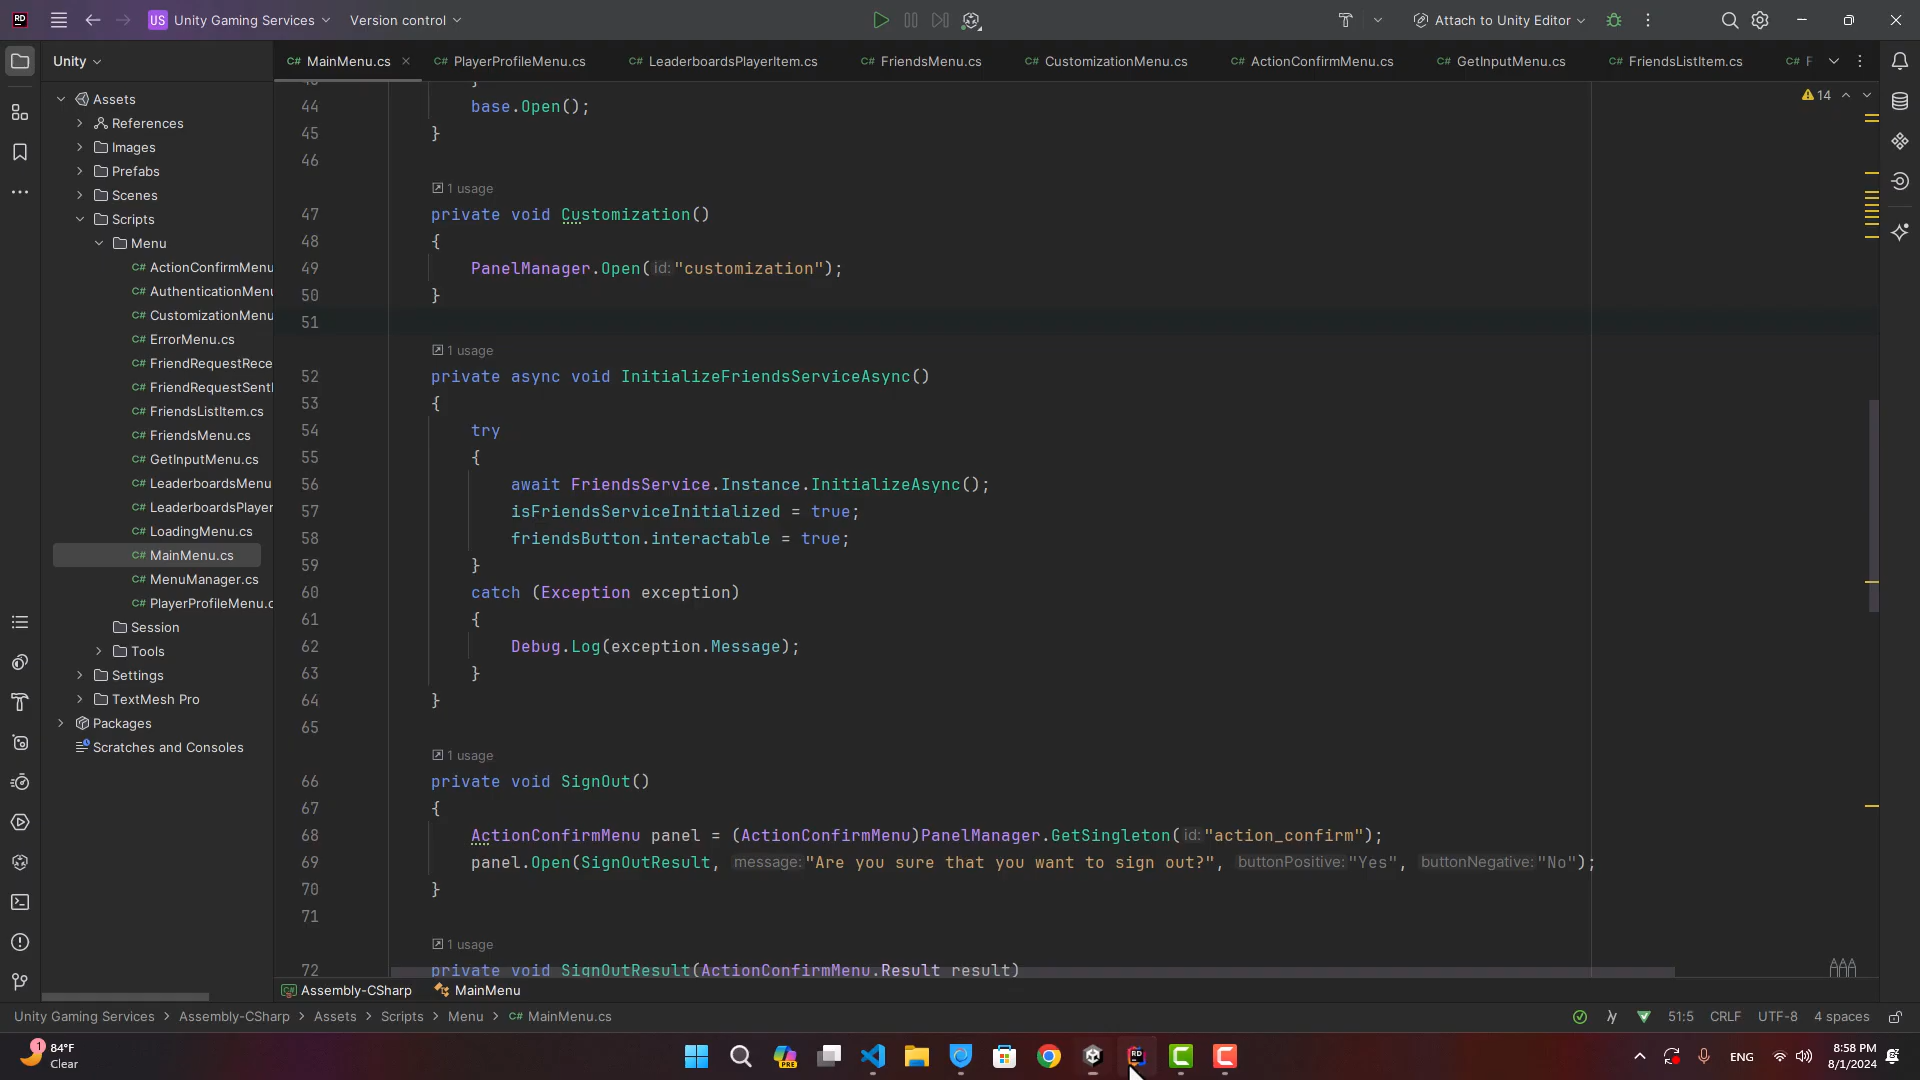 RD
US Unity Gaming Services
Version control
Attach to Unity Editor
Unity
C# MainMenu.cs
C# PlayerProfileMenu.cs
C# LeaderboardsPlayerItem.cs
C# FriendsMenu.cs
C# CustomizationMenu.cs
C# ActionConfirmMenu.cs
C# GetInputMenu.cs
C# FriendsListItem.cs
C# F
Assets
References
Images
Prefabs
Scenes
Scripts
Menu
C# ActionConfirmMenu
C# AuthenticationMenu
C# CustomizationMenu
C# ErrorMenu.cs
C# FriendRequestRece
C# FriendRequestSentI
C# FriendsListItem.cs
C# FriendsMenu.cs
C# GetInputMenu.cs
C# LeaderboardsMenu
C# LeaderboardsPlayer
C# LoadingMenu.cs
C# MainMenu.cs
C# MenuManager.cs
C# PlayerProfileMenu.c
Session
Tools
Settings
TextMesh Pro
Packages
Scratches and Consoles
14
44 base.Open();
45 }
46
1 usage
47 private void Customization()
48 {
49 PanelManager.Open( id: "customization");
50 }
51
1 usage
52 private async void InitializeFriendsServiceAsync()
53 {
54 try
55 {
56 await FriendsService.Instance.InitializeAsync();
57 isFriendsServiceInitialized = true;
58 friendsButton.interactable = true;
59 }
60 catch (Exception exception)
61 {
62 Debug.Log(exception.Message);
63 }
64 }
65
1 usage
66 private void SignOut()
67 {
68 ActionConfirmMenu panel = (ActionConfirmMenu)PanelManager.GetSingleton( id: "action_confirm");
69 panel.Open(SignOutResult, message: "Are you sure that you want to sign out?", buttonPositive: "Yes", buttonNegative: "No");
70 }
71
1 usage
72 private void SignOutResult(ActionConfirmMenu.Result result)
Assembly-CSharp
MainMenu
Unity Gaming Services > Assembly-CSharp > Assets > Scripts > Menu > C# MainMenu.cs
51:5 CRLF UTF-8 4 spaces
1
84°F
Clear
PRE
RD
ENG
8:58 PM
8/1/2024